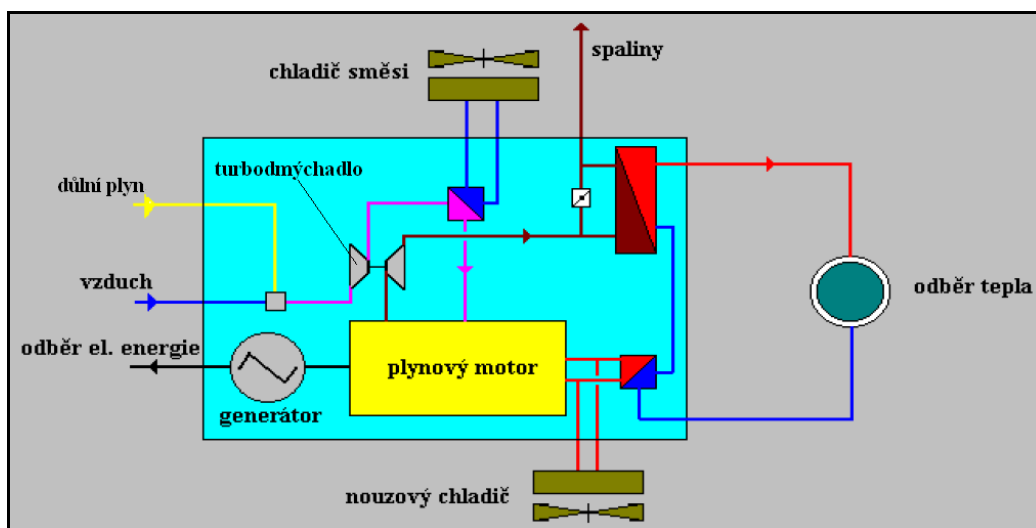 spaliny
chladič směsi
turbodmýchadlo
důlní plyn
vzduch
odběr tepla
odběr el. energie
plynový motor
generátor
nouzový chladič